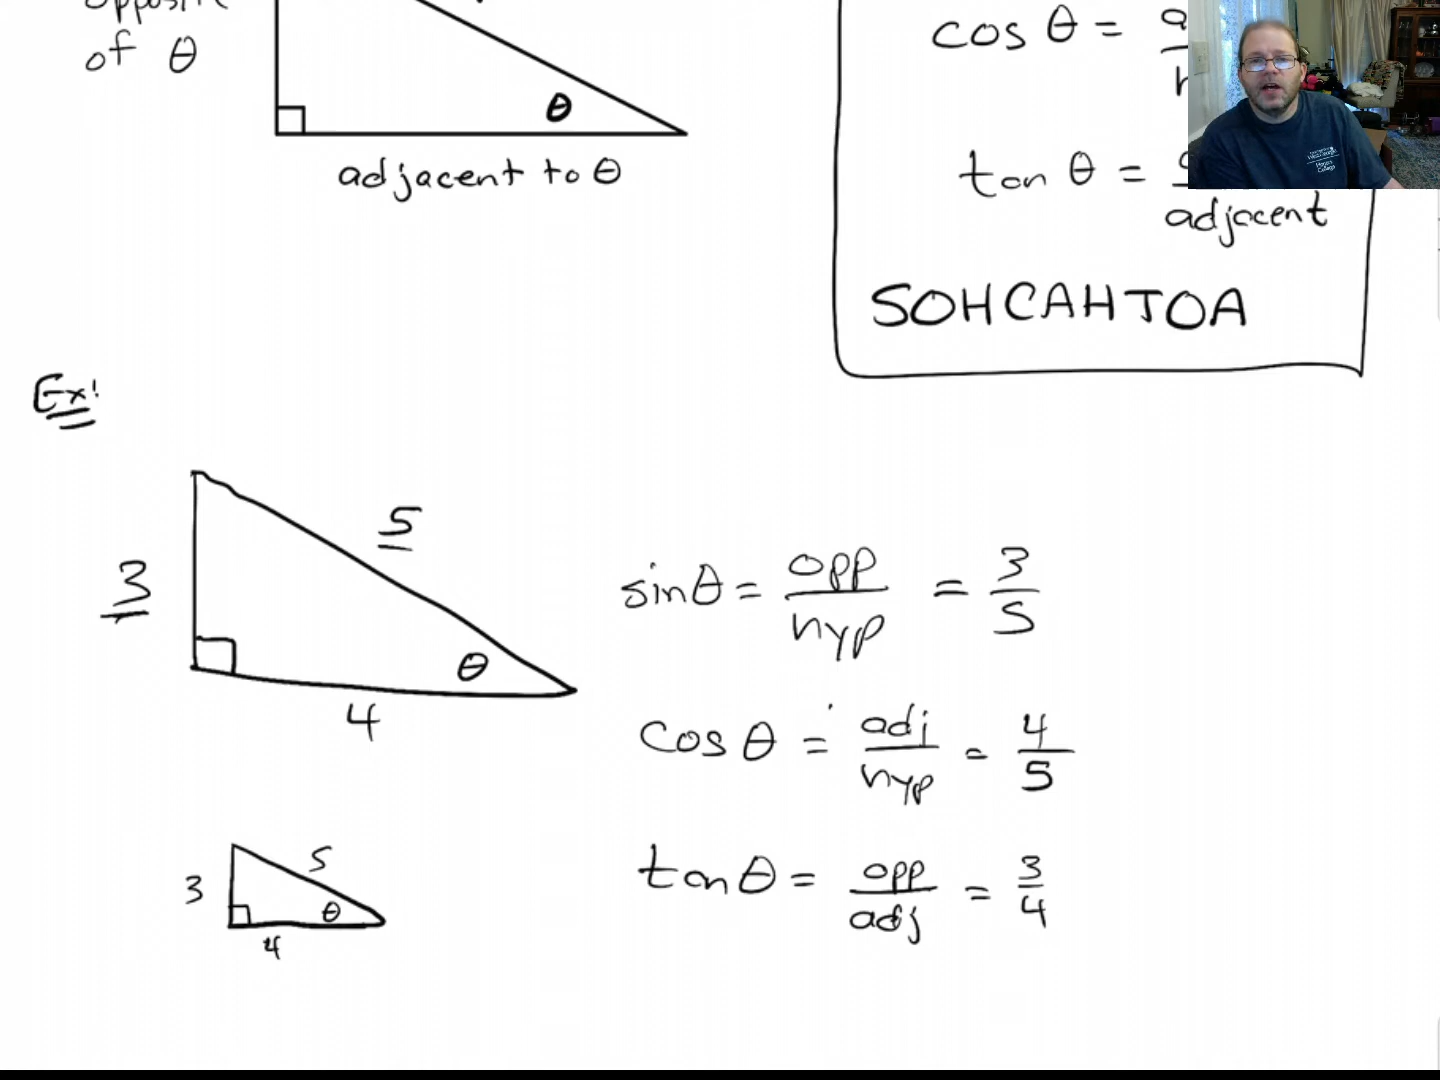 of θ
θ
adjacent to θ
cos θ =
tan θ =
adjacent
SOHCAHTOA
Ex:
5
3
θ
4
sinθ = opp/hyp = 3/5
cos θ = adj/hyp = 4/5
3
5
θ
4
tan θ = opp/adj = 3/4